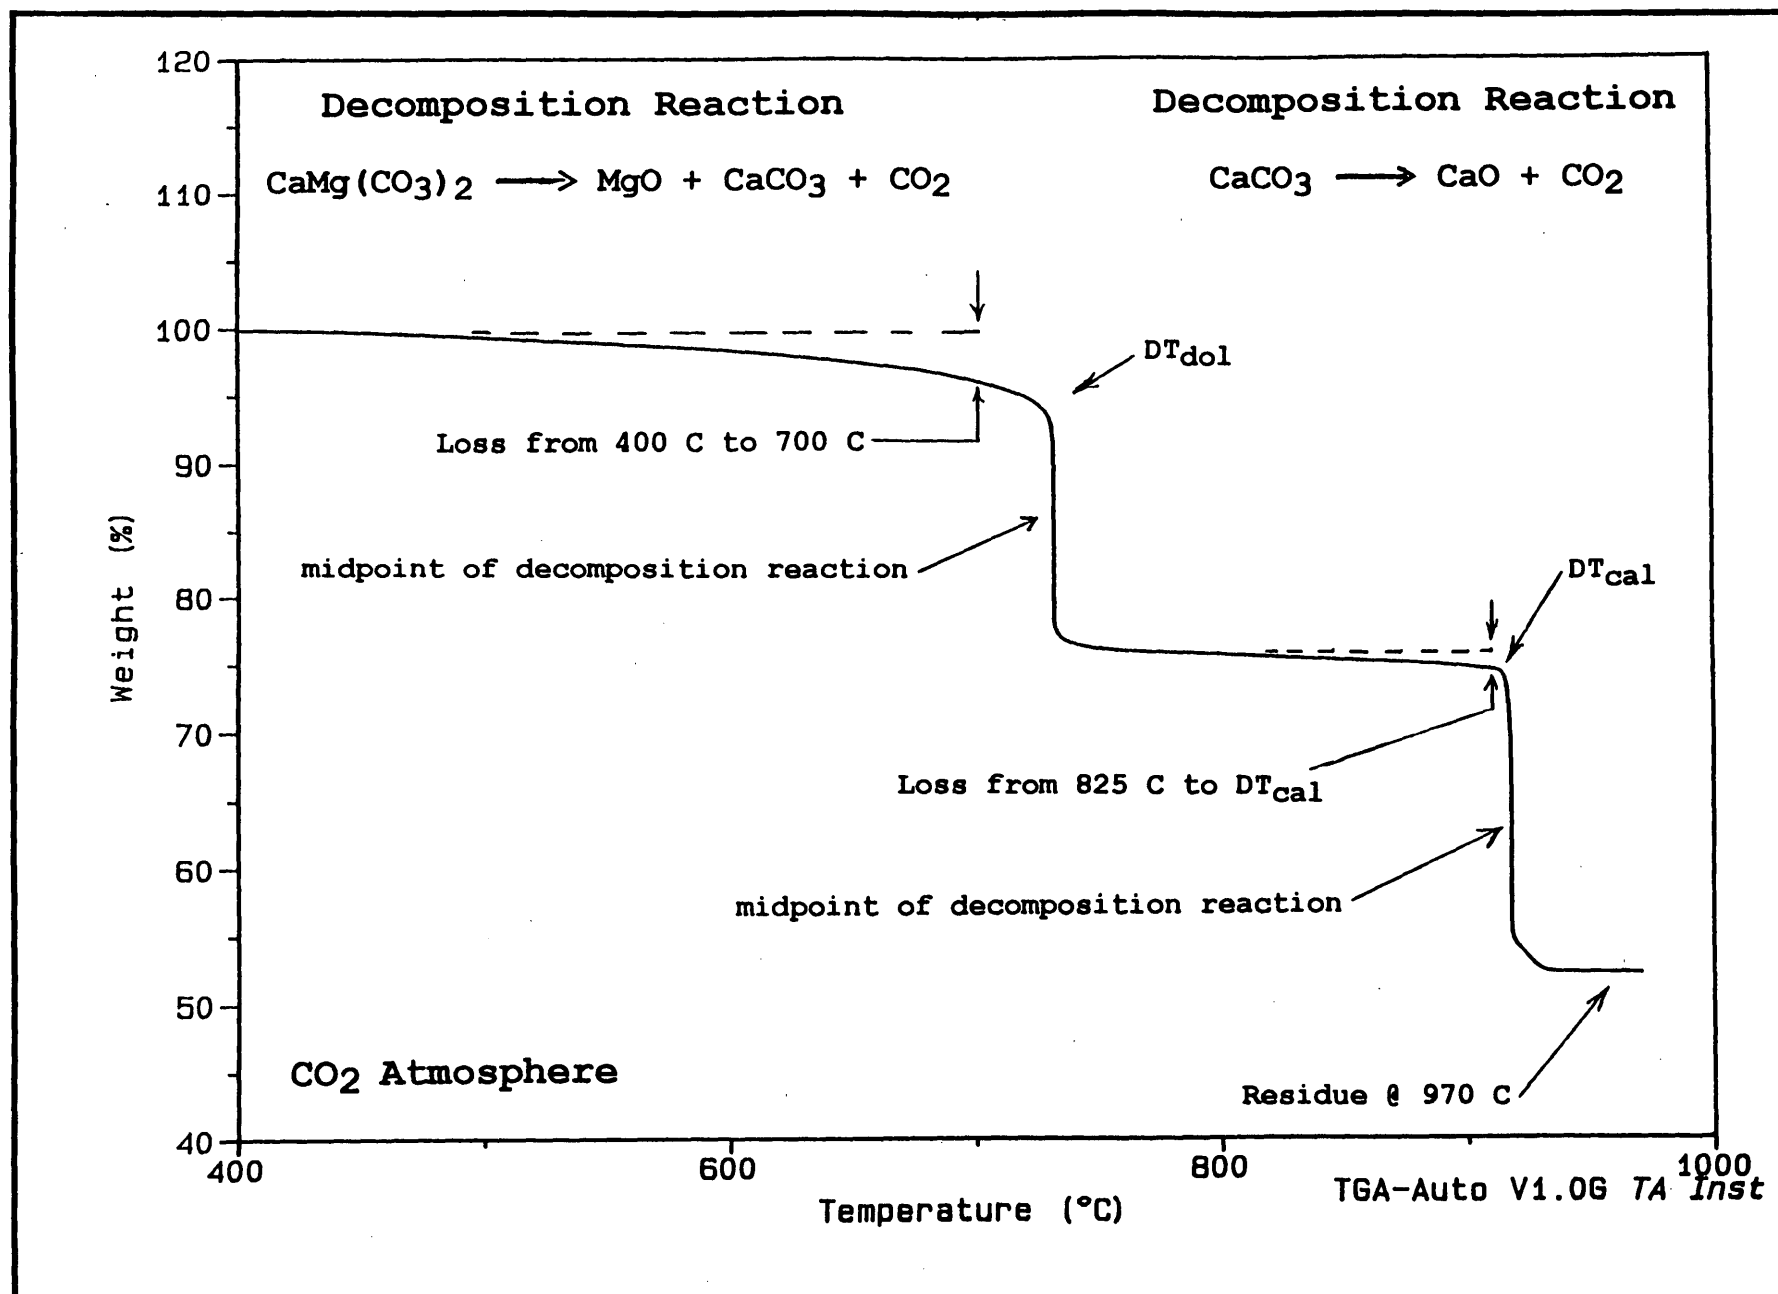 120
Decomposition Reaction
Decomposition Reaction
CaMg(CO3)2 ⟶ MgO + CaCO3 + CO2
CaCO3 ⟶ CaO + CO2
110
100
DTdol
Loss from 400 C to 700 C
90
Weight (%)
midpoint of decomposition reaction
DTcal
80
70
Loss from 825 C to DTcal
60
midpoint of decomposition reaction
50
CO2 Atmosphere
Residue @ 970 C
40
400
600
800
1000
Temperature (°C)
TGA-Auto V1.0G TA Inst